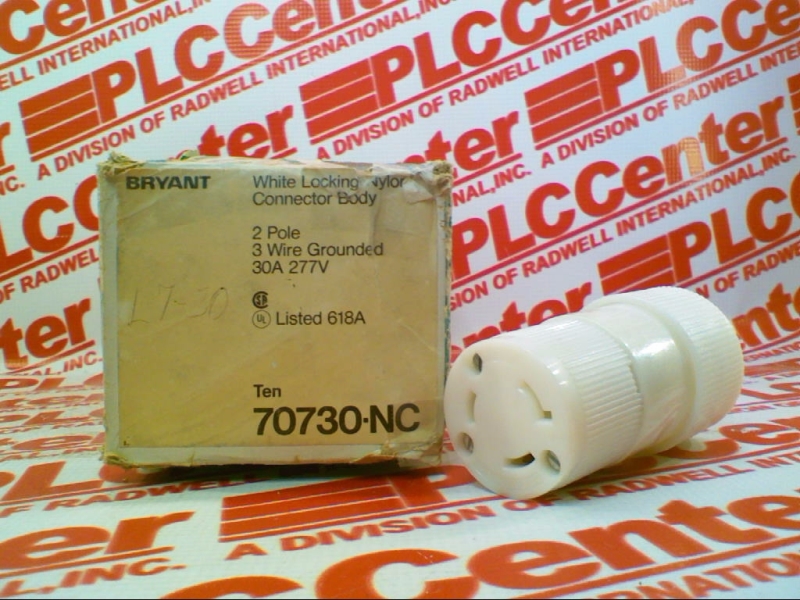 BRYANT
White Locking Nylon
Connector Body
2 Pole
3 Wire Grounded
30A 277V
L7-30
UL Listed 618A
Ten
70730-NC
PLCCenter
A DIVISION OF RADWELL INTERNATIONAL, INC.